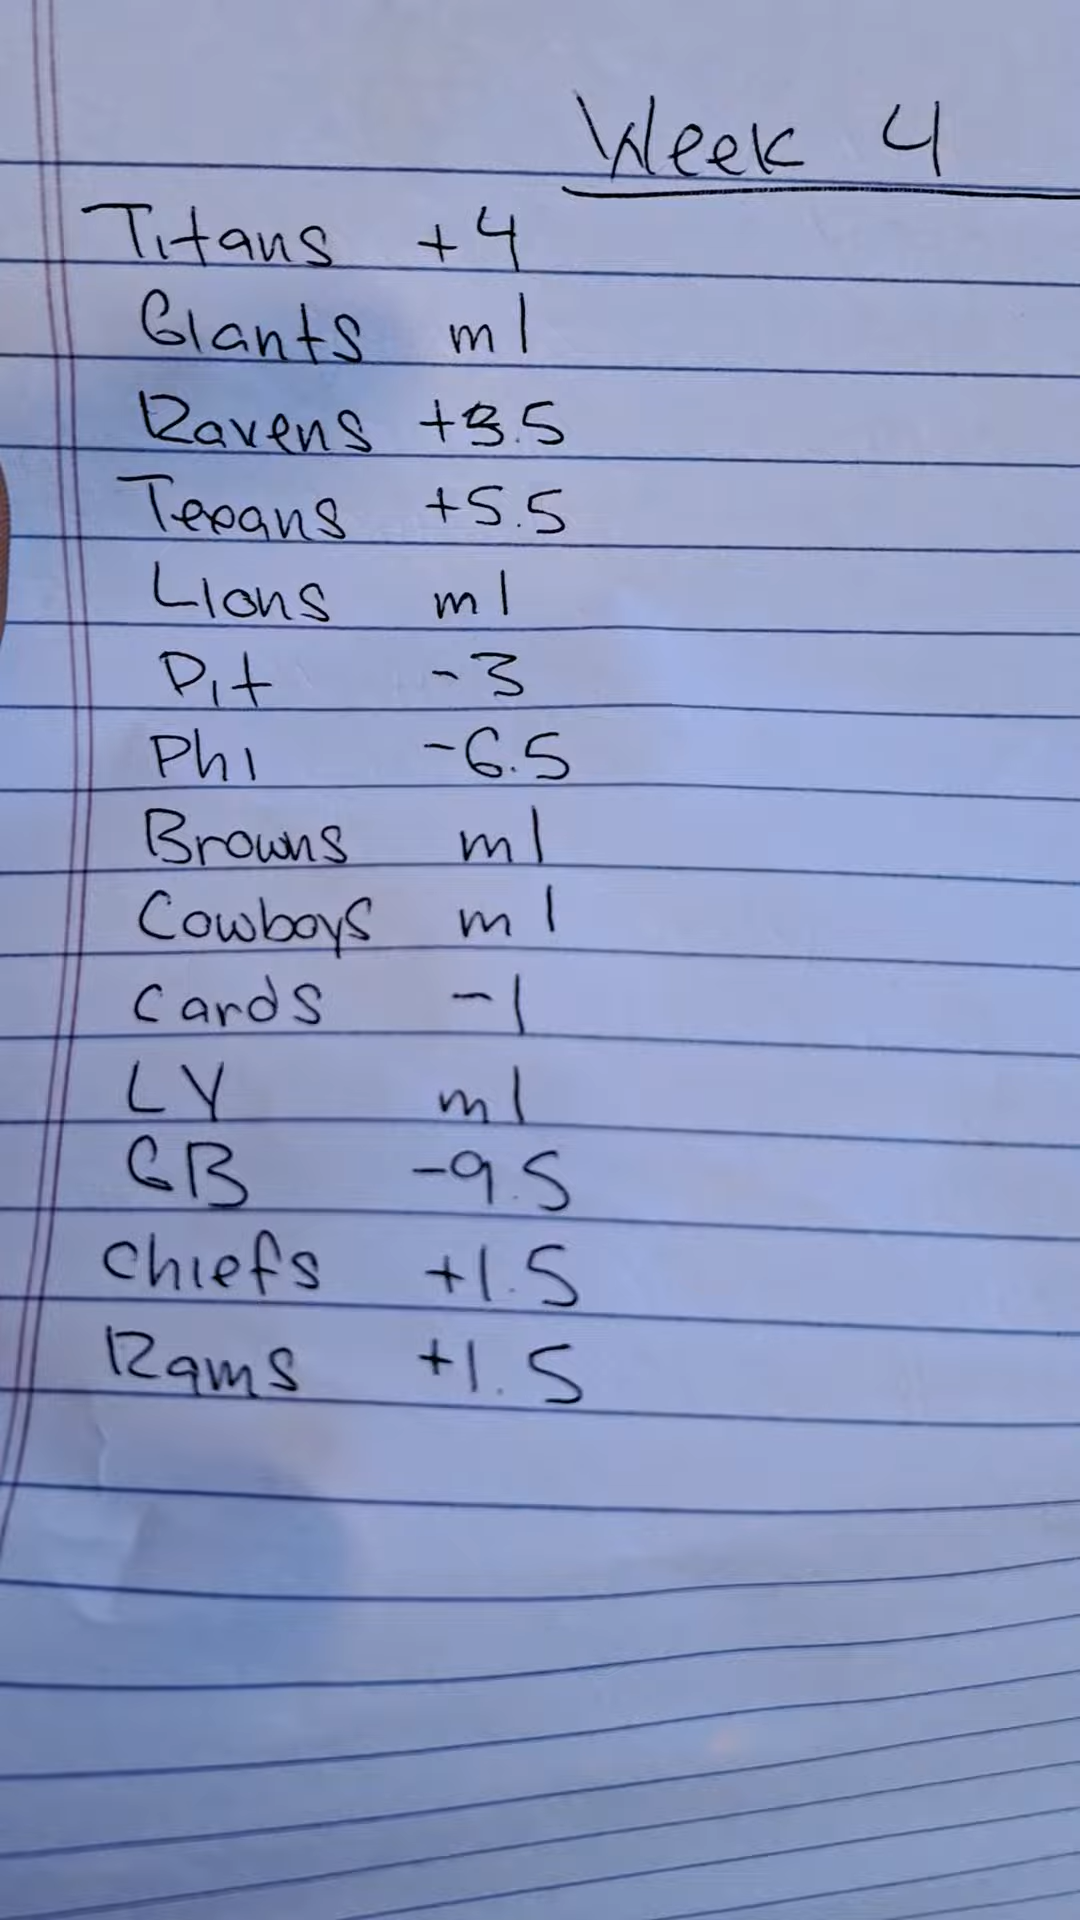 Week 4
Titans +4
Giants ml
Ravens +3.5
Texans +5.5
Lions ml
Pit -3
Phi -6.5
Browns ml
Cowboys ml
Cards -1
LV ml
GB -9.5
Chiefs +1.5
Rams +1.5